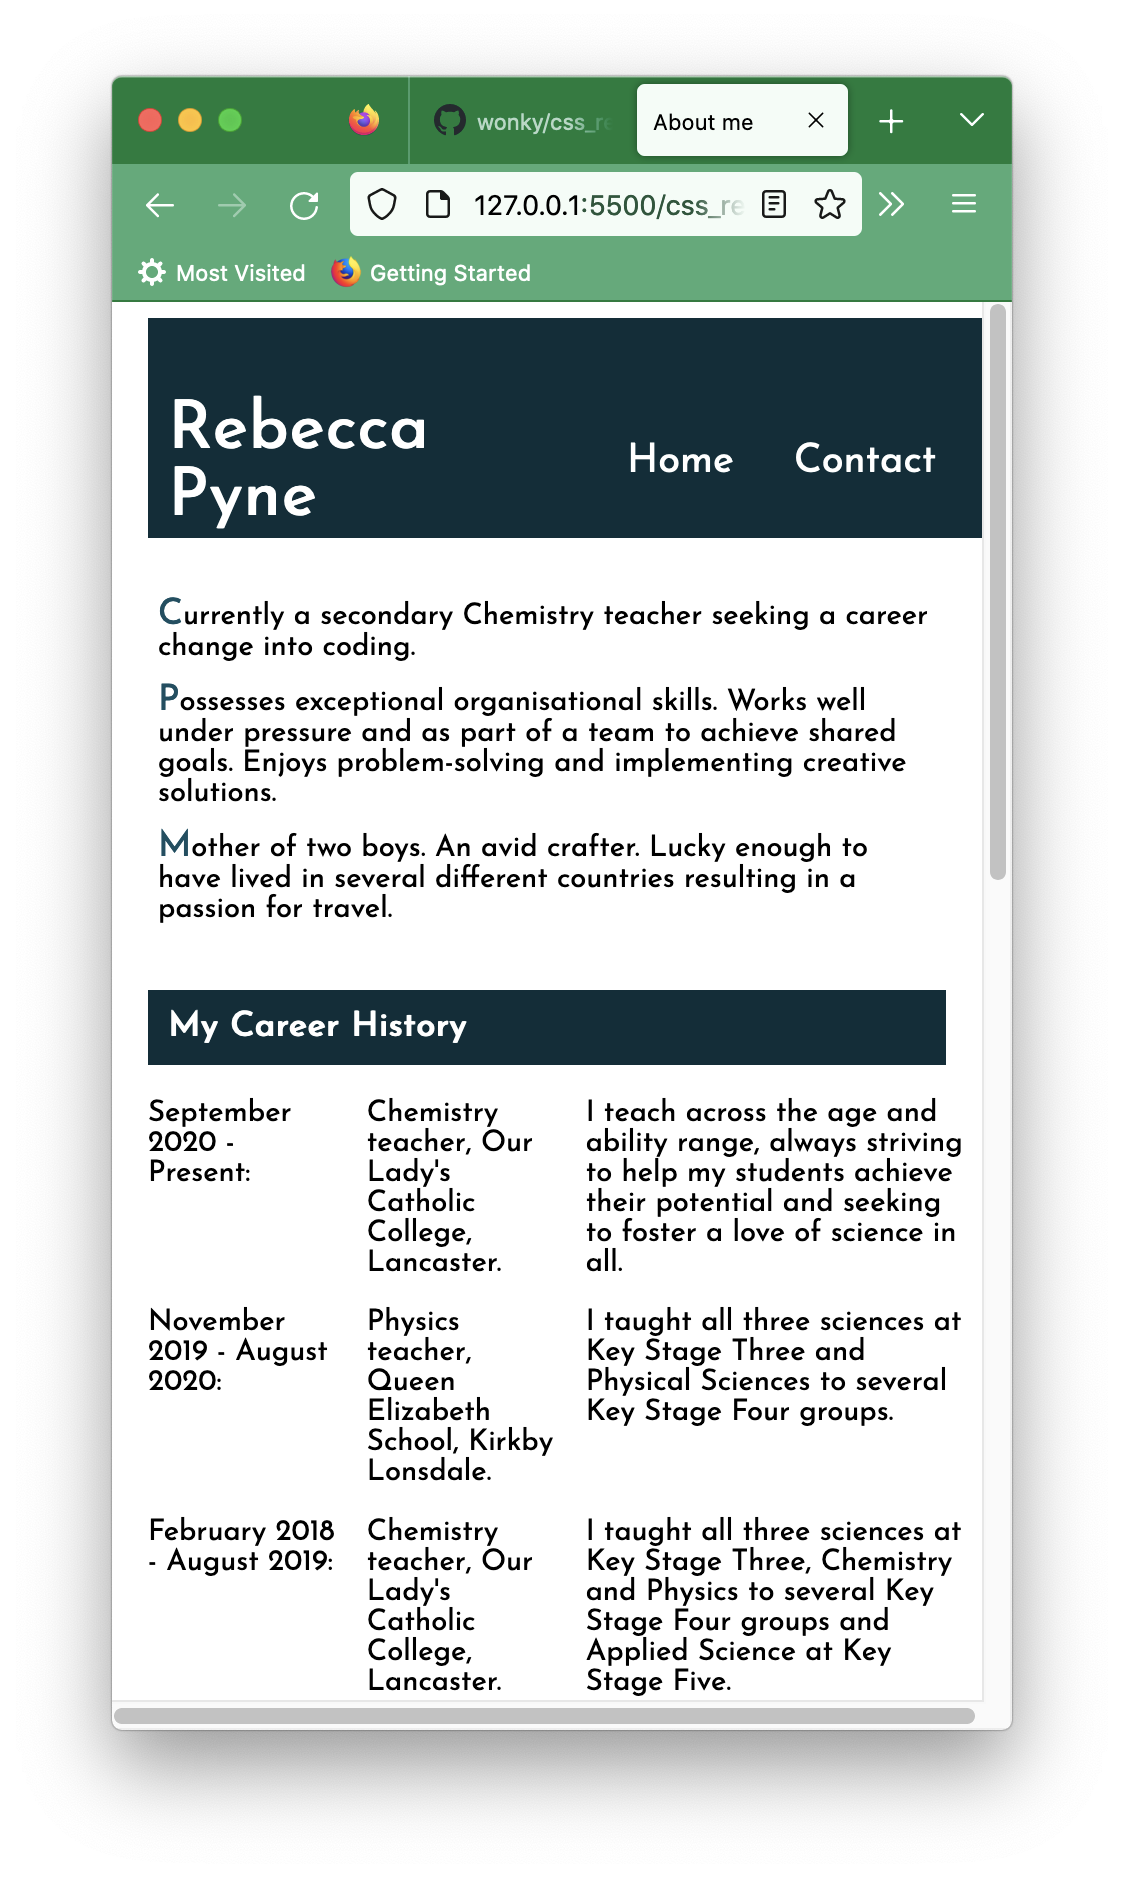 wonky/css_re
About me
127.0.0.1:5500/css_re
Most Visited
Getting Started
Rebecca
Pyne
Home
Contact
Currently a secondary Chemistry teacher seeking a career
change into coding.
Possesses exceptional organisational skills. Works well
under pressure and as part of a team to achieve shared
goals. Enjoys problem-solving and implementing creative
solutions.
Mother of two boys. An avid crafter. Lucky enough to
have lived in several different countries resulting in a
passion for travel.
My Career History
September
2020 -
Present:
Chemistry
teacher, Our
Lady's
Catholic
College,
Lancaster.
I teach across the age and
ability range, always striving
to help my students achieve
their potential and seeking
to foster a love of science in
all.
November
2019 - August
2020:
Physics
teacher,
Queen
Elizabeth
School, Kirkby
Lonsdale.
I taught all three sciences at
Key Stage Three and
Physical Sciences to several
Key Stage Four groups.
February 2018
- August 2019:
Chemistry
teacher, Our
Lady's
Catholic
College,
Lancaster.
I taught all three sciences at
Key Stage Three, Chemistry
and Physics to several Key
Stage Four groups and
Applied Science at Key
Stage Five.